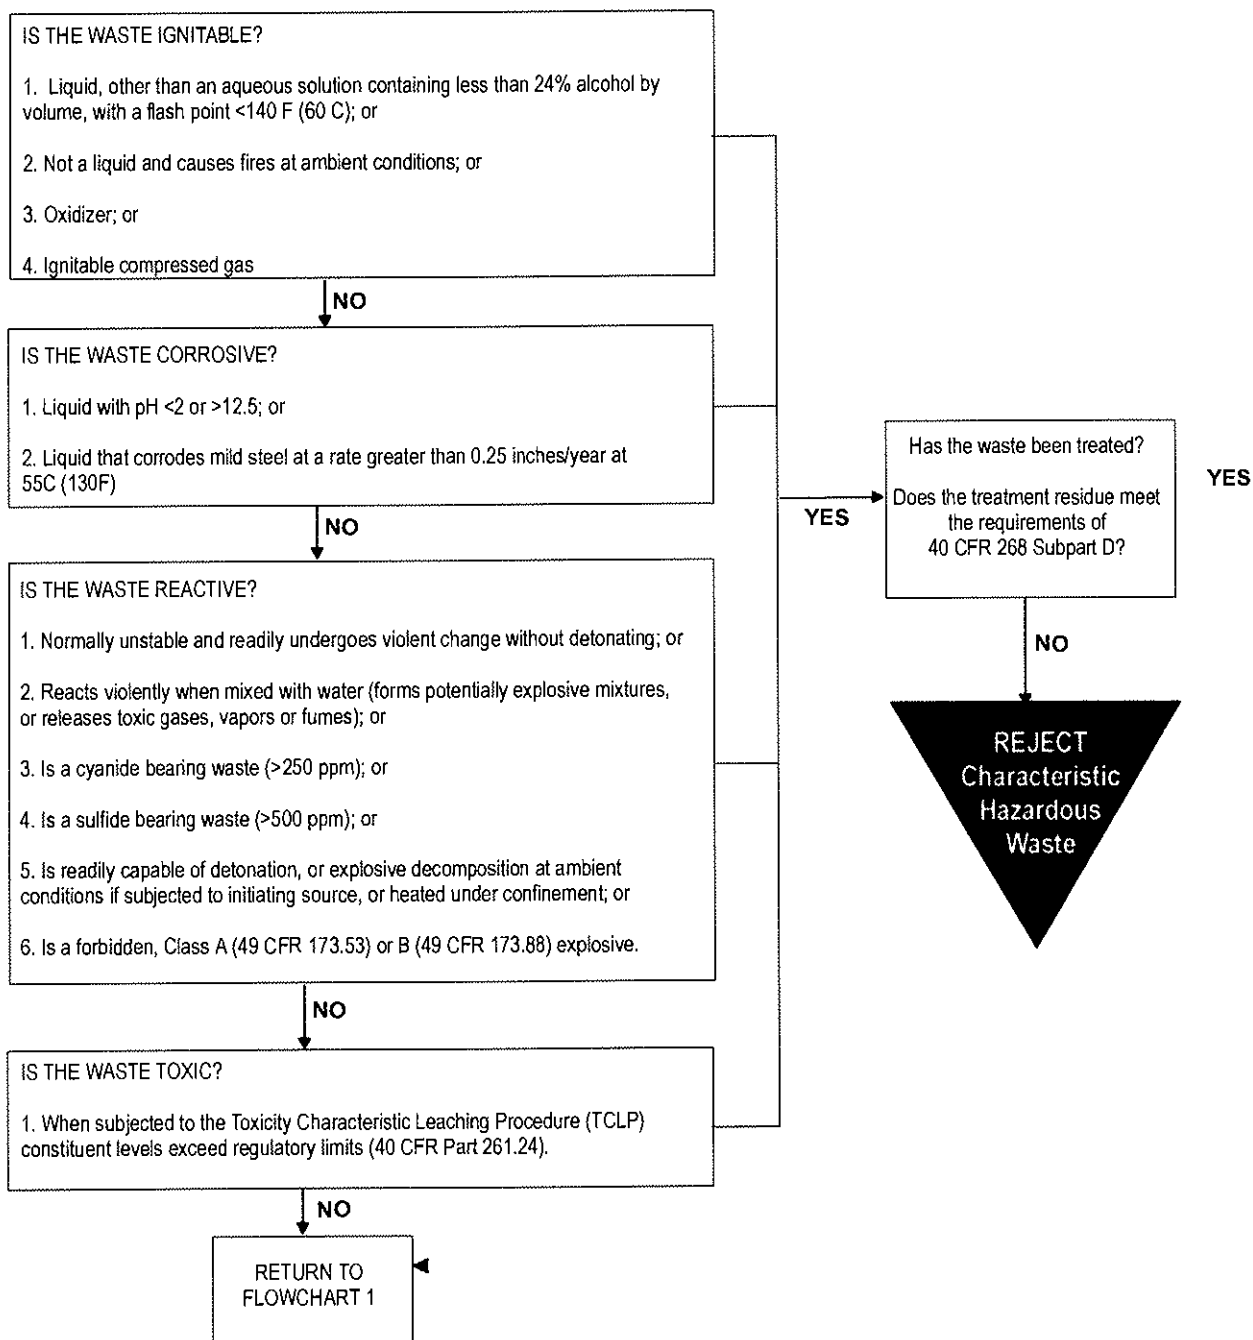 IS THE WASTE IGNITABLE?
1. Liquid, other than an aqueous solution containing less than 24% alcohol by
volume, with a flash point <140 F (60 C); or
2. Not a liquid and causes fires at ambient conditions; or
3. Oxidizer; or
4. Ignitable compressed gas
NO
IS THE WASTE CORROSIVE?
1. Liquid with pH <2 or >12.5; or
2. Liquid that corrodes mild steel at a rate greater than 0.25 inches/year at
55C (130F)
NO
IS THE WASTE REACTIVE?
1. Normally unstable and readily undergoes violent change without detonating; or
2. Reacts violently when mixed with water (forms potentially explosive mixtures,
or releases toxic gases, vapors or fumes); or
3. Is a cyanide bearing waste (>250 ppm); or
4. Is a sulfide bearing waste (>500 ppm); or
5. Is readily capable of detonation, or explosive decomposition at ambient
conditions if subjected to initiating source, or heated under confinement; or
6. Is a forbidden, Class A (49 CFR 173.53) or B (49 CFR 173.88) explosive.
NO
IS THE WASTE TOXIC?
1. When subjected to the Toxicity Characteristic Leaching Procedure (TCLP)
constituent levels exceed regulatory limits (40 CFR Part 261.24).
NO
RETURN TO
FLOWCHART 1
YES
Has the waste been treated?
Does the treatment residue meet
the requirements of
40 CFR 268 Subpart D?
YES
NO
REJECT
Characteristic
Hazardous
Waste